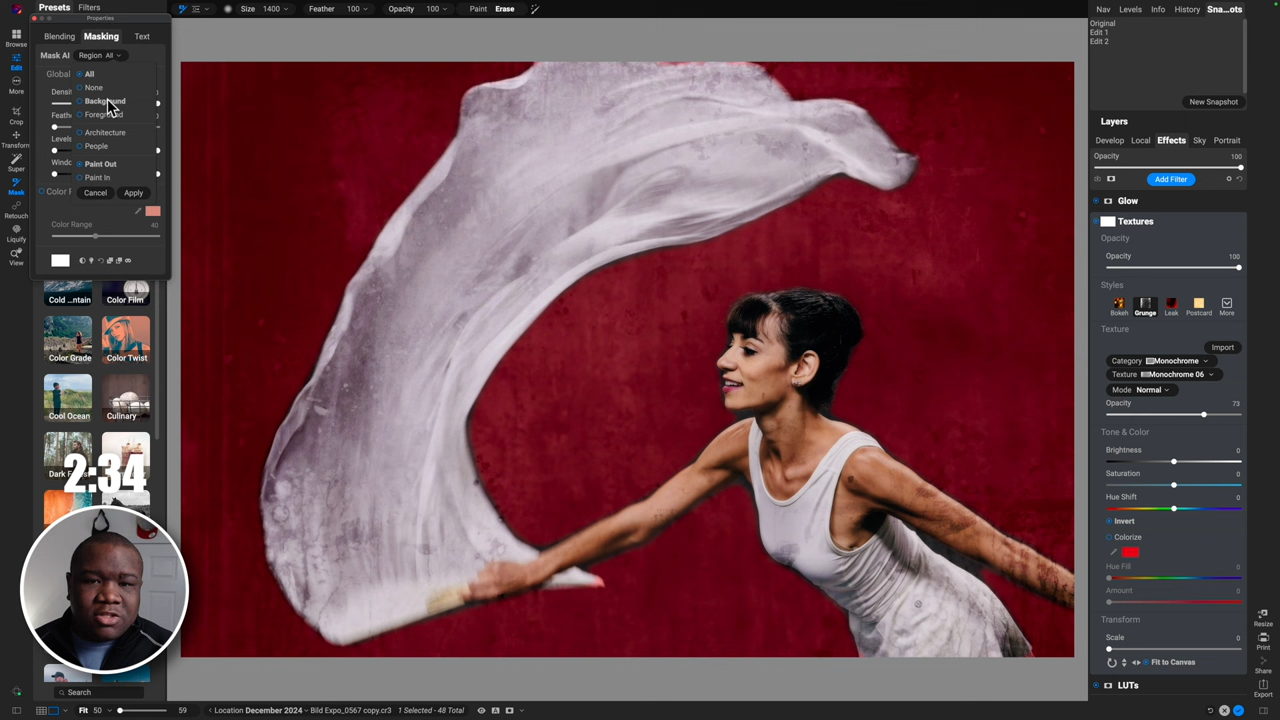 Presets Filters
Size 1400 Feather 100 Opacity 100 Paint Erase
Nav Levels Info History Sna...ots
Properties
Original
Edit 1
Edit 2
New Snapshot
Blending Masking Text
Mask AI Region All
Global
All
None
Background
Architecture
People
Paint Out
Paint In
Cancel Apply
Color Range 40
Browse
Edit
More
Crop
Transform
Super
Mask
Retouch
Liquify
View
Cold ...ntain Color Film
Color Grade Color Twist
Cool Ocean Culinary
2:34
Search
Layers
Develop Local Effects Sky Portrait
Opacity 100
Add Filter
Glow
Textures
Opacity
Opacity 100
Styles
Bokeh Grunge Leak Postcard More
Texture
Import
Category Monochrome
Texture Monochrome 06
Mode Normal
Opacity 73
Tone & Color
Brightness 0
Saturation 0
Hue Shift 0
Invert
Colorize
Hue Fill 0
Amount 0
Transform
Scale 0
Fit to Canvas
LUTs
Resize
Print
Share
Export
Fit 50 59
Location December 2024 Bild Expo_0567 copy.cr3 1 Selected - 48 Total